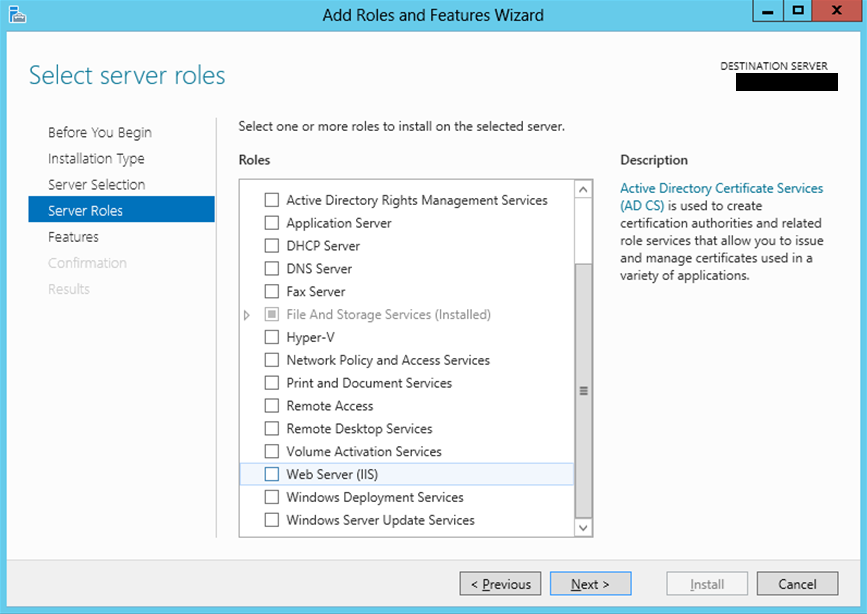 Add Roles and Features Wizard
Select server roles
DESTINATION SERVER
Before You Begin
Installation Type
Server Selection
Server Roles
Features
Confirmation
Results
Select one or more roles to install on the selected server.
Roles
Active Directory Rights Management Services
Application Server
DHCP Server
DNS Server
Fax Server
File And Storage Services (Installed)
Hyper-V
Network Policy and Access Services
Print and Document Services
Remote Access
Remote Desktop Services
Volume Activation Services
Web Server (IIS)
Windows Deployment Services
Windows Server Update Services
Description
Active Directory Certificate Services
(AD CS) is used to create
certification authorities and related
role services that allow you to issue
and manage certificates used in a
variety of applications.
< Previous
Next >
Install
Cancel